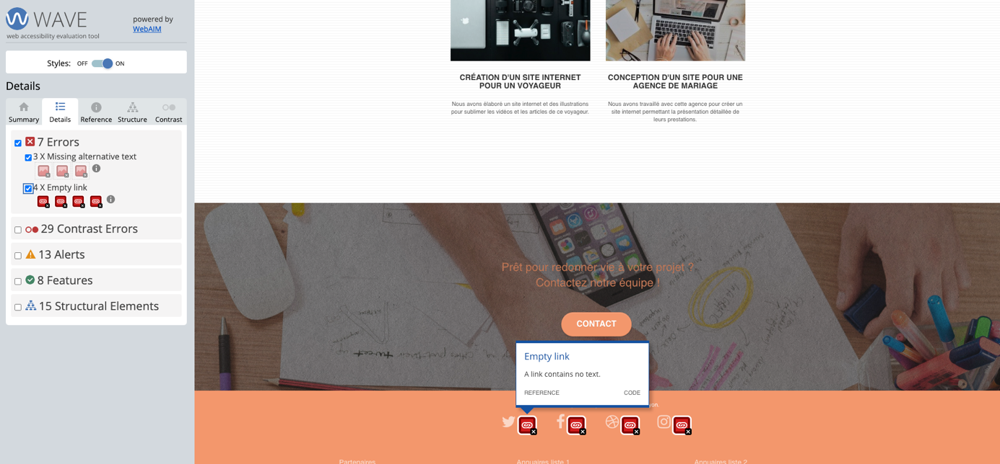 WAVE
web accessibility evaluation tool
powered by
WebAIM
Styles: OFF ON
Details
Summary Details Reference Structure Contrast
7 Errors
3 X Missing alternative text
4 X Empty link
29 Contrast Errors
13 Alerts
8 Features
15 Structural Elements
CRÉATION D'UN SITE INTERNET
POUR UN VOYAGEUR
Nous avons élaboré un site internet et des illustrations
pour sublimer les vidéos et les articles de ce voyageur.
CONCEPTION D'UN SITE POUR UNE
AGENCE DE MARIAGE
Nous avons travaillé avec cette agence pour créer un
site internet permettant la présentation détaillée de
leurs prestations.
Prêt pour redonner vie à votre projet ?
Contactez notre équipe !
CONTACT
Empty link
A link contains no text.
REFERENCE CODE
yon.
Partenaires Annuaires liste 1 Annuaires liste 2